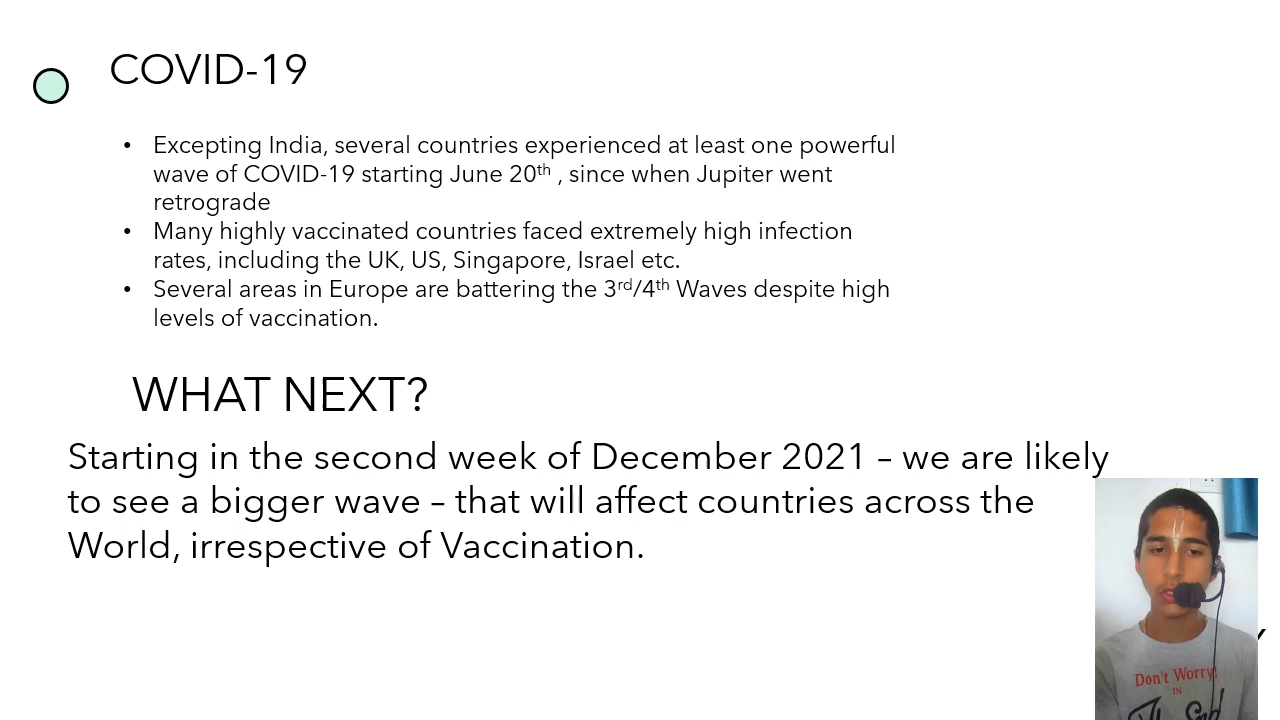 COVID-19
• Excepting India, several countries experienced at least one powerful
wave of COVID-19 starting June 20th , since when Jupiter went
retrograde
• Many highly vaccinated countries faced extremely high infection
rates, including the UK, US, Singapore, Israel etc.
• Several areas in Europe are battering the 3rd/4th Waves despite high
levels of vaccination.
WHAT NEXT?
Starting in the second week of December 2021 – we are likely
to see a bigger wave – that will affect countries across the
World, irrespective of Vaccination.
Don't Worry!
IN
The End